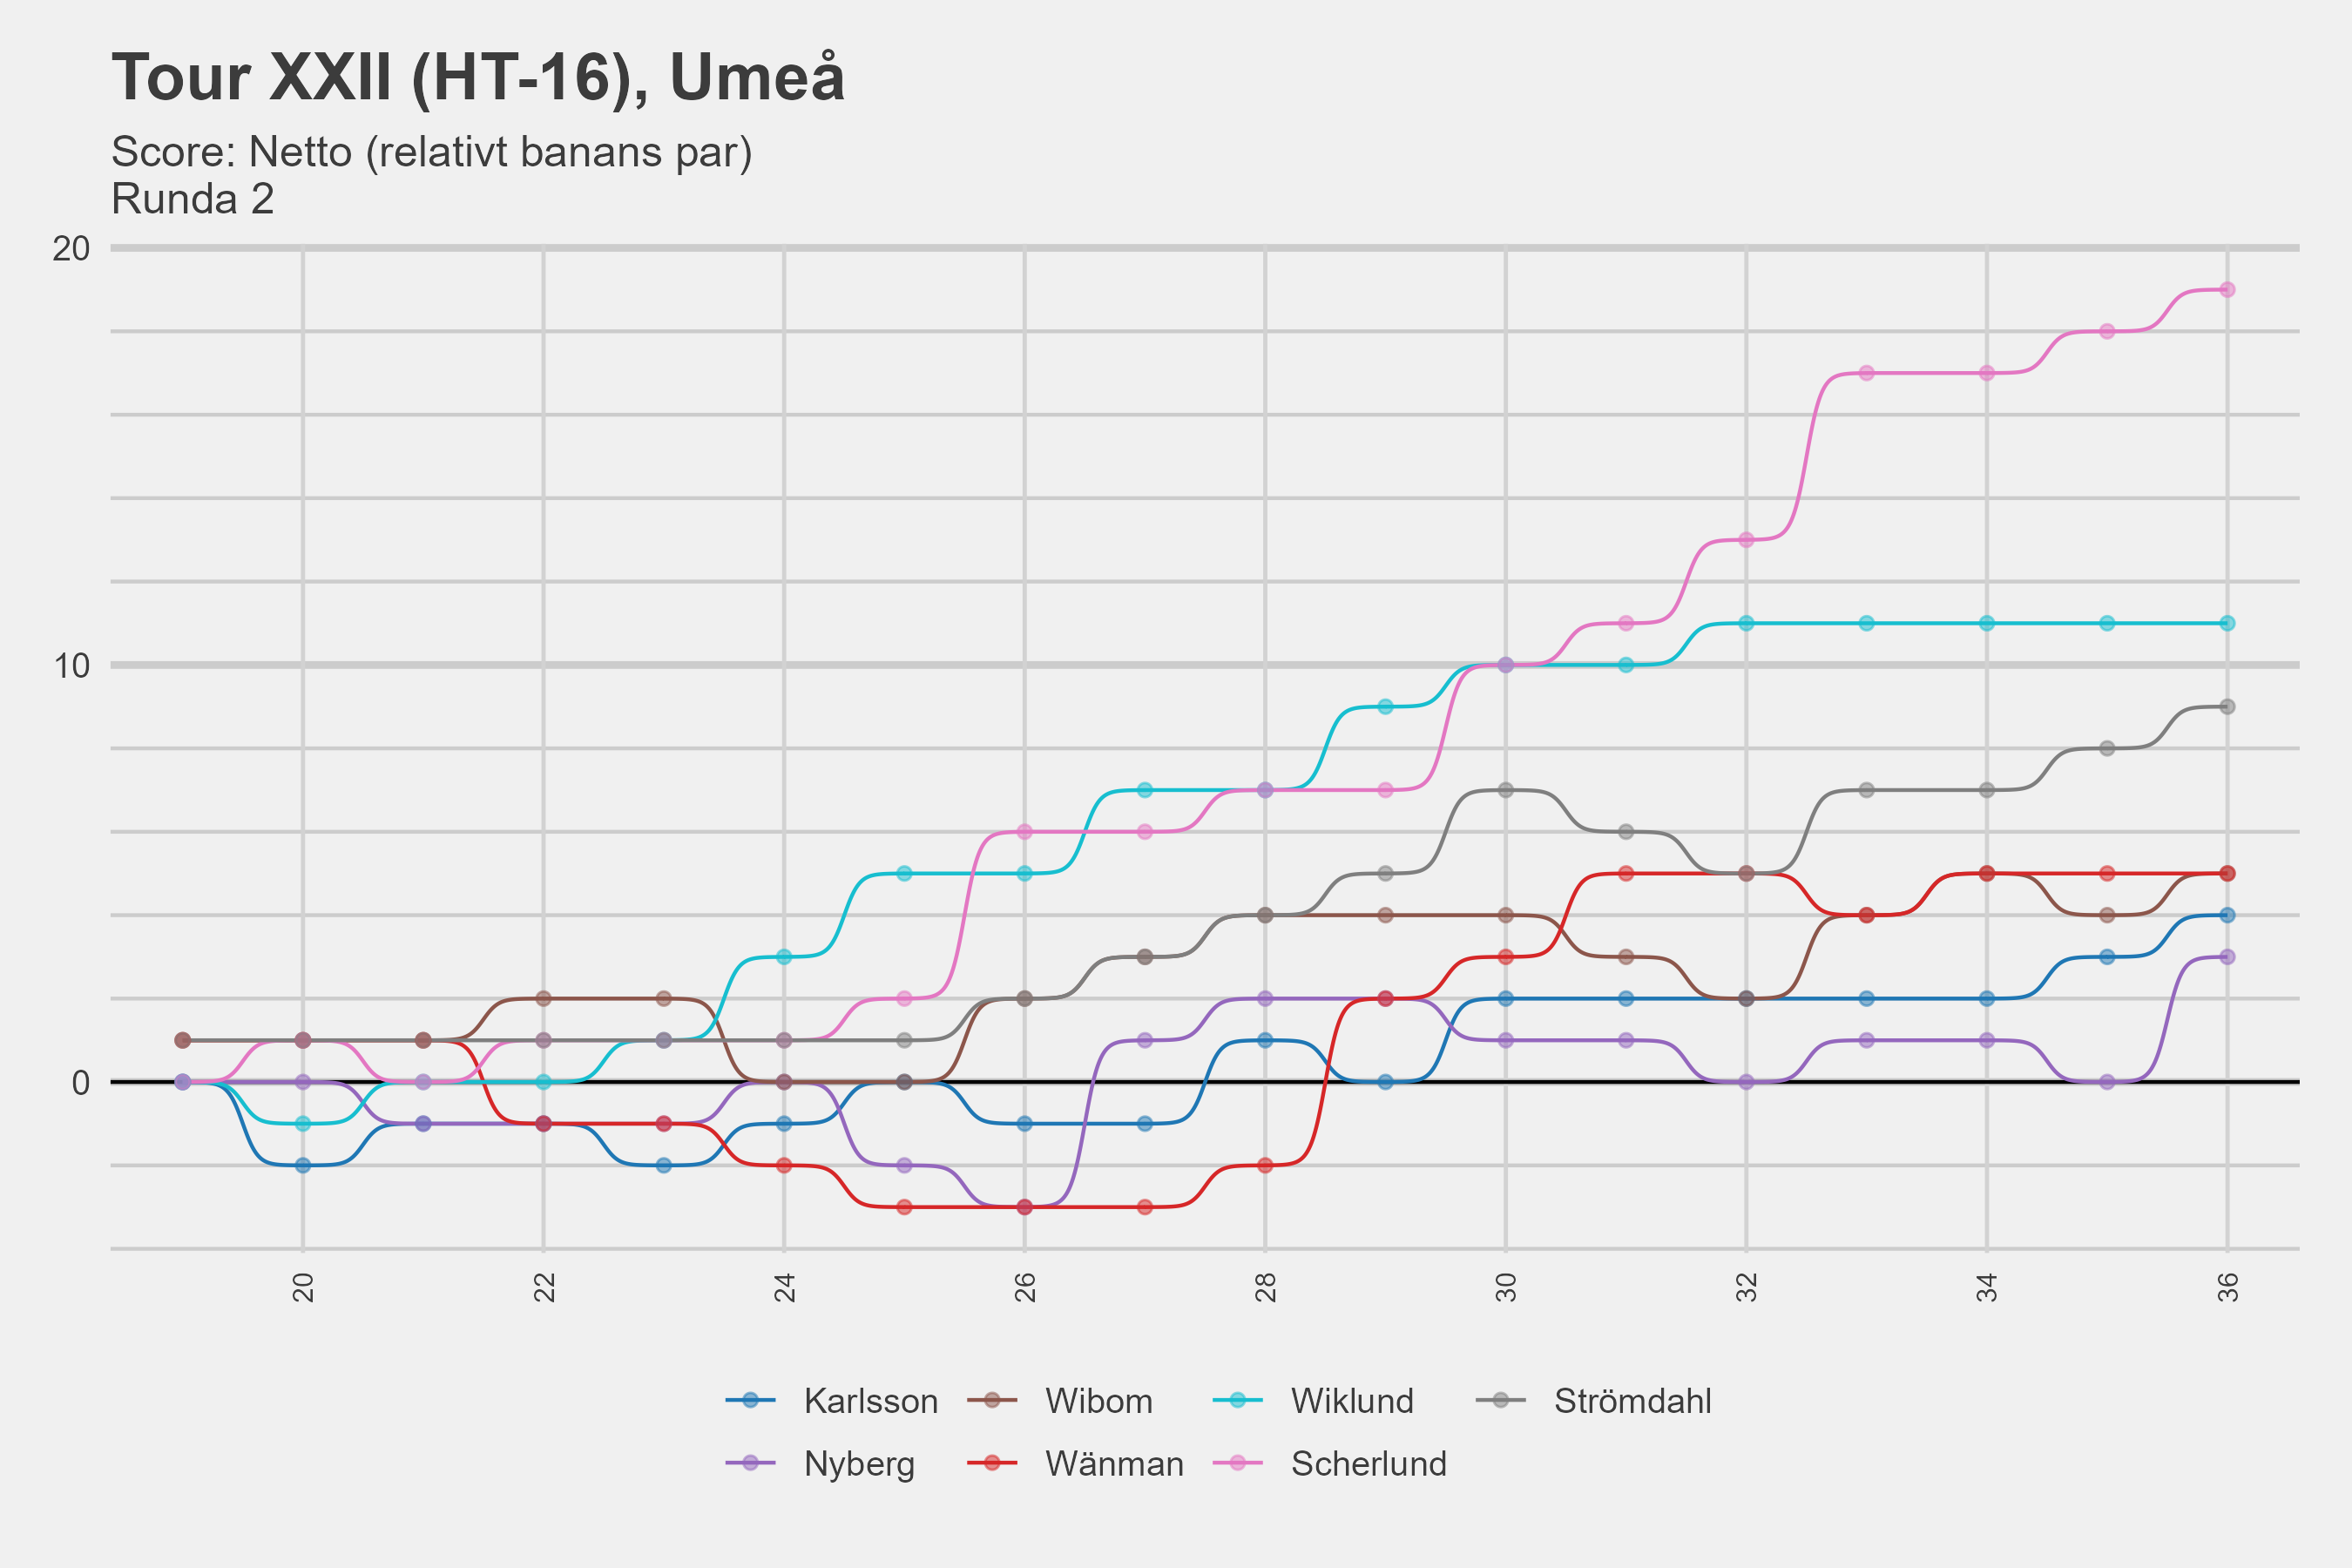 Tour XXII (HT-16), Umeå
Score: Netto (relativt banans par)
Runda 2
20
10
0
20 22 24 26 28 30 32 34 36
Karlsson Wibom Wiklund Strömdahl
Nyberg Wänman Scherlund